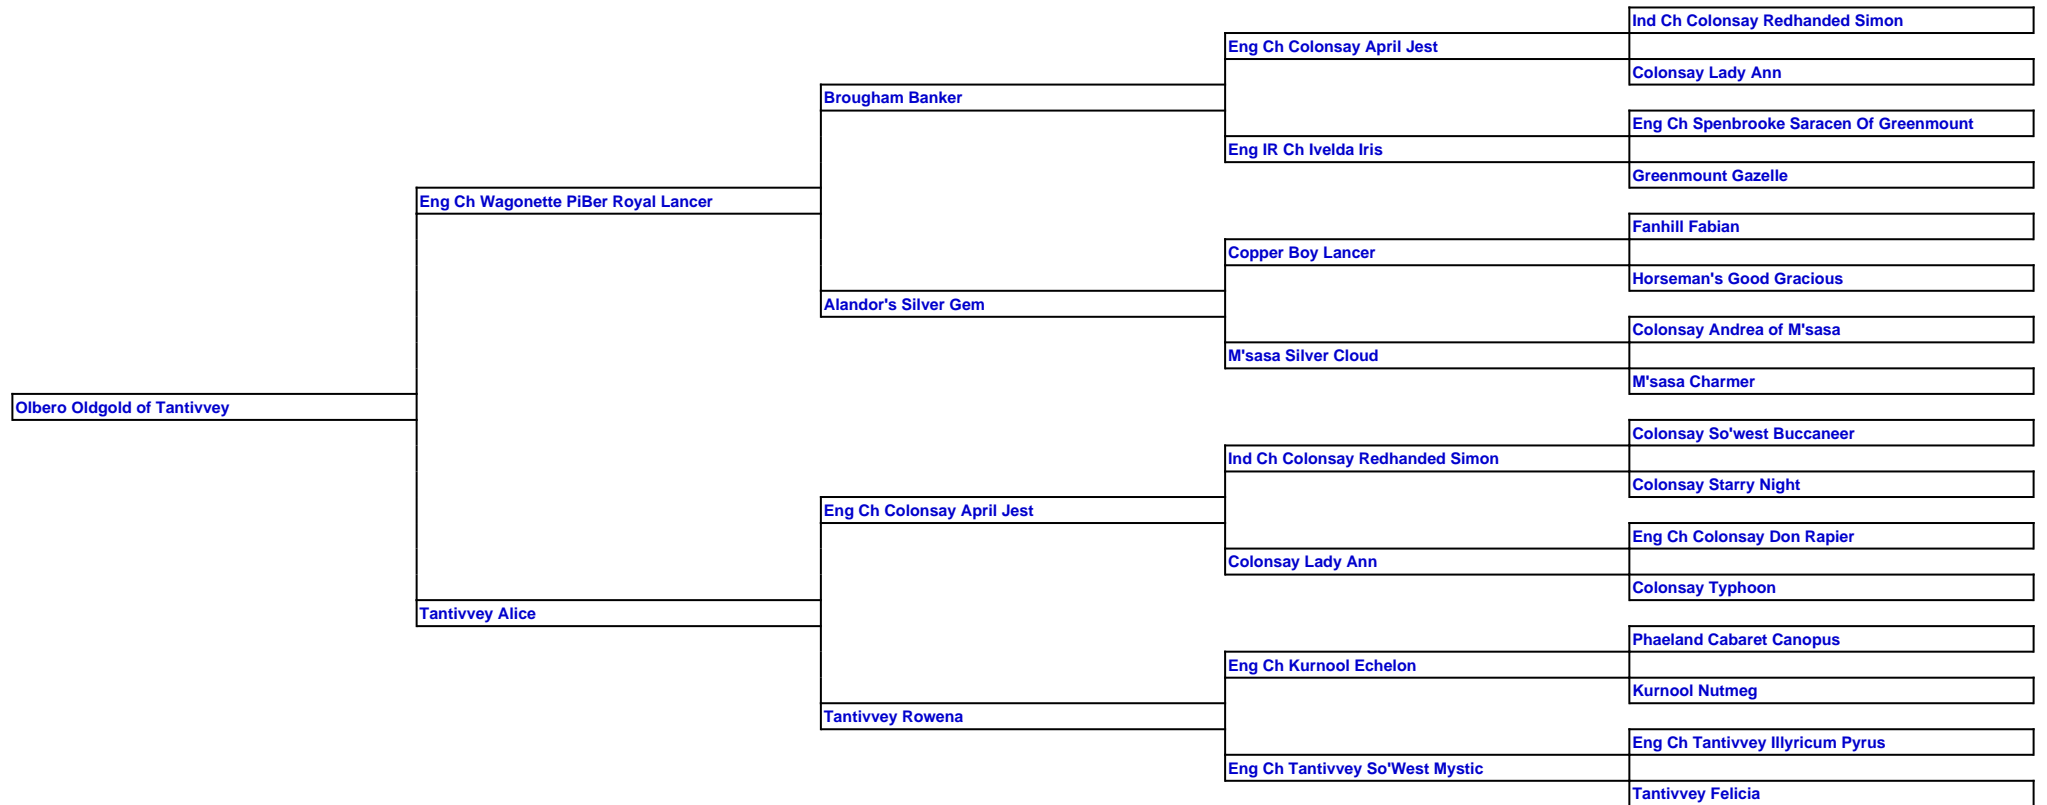 Ind Ch Colonsay Redhanded Simon
Eng Ch Colonsay April Jest
Colonsay Lady Ann
Brougham Banker
Eng Ch Spenbrooke Saracen Of Greenmount
Eng IR Ch Ivelda Iris
Greenmount Gazelle
Eng Ch Wagonette PiBer Royal Lancer
Fanhill Fabian
Copper Boy Lancer
Horseman's Good Gracious
Alandor's Silver Gem
Colonsay Andrea of M'sasa
M'sasa Silver Cloud
M'sasa Charmer
Olbero Oldgold of Tantivvey
Colonsay So'west Buccaneer
Ind Ch Colonsay Redhanded Simon
Colonsay Starry Night
Eng Ch Colonsay April Jest
Eng Ch Colonsay Don Rapier
Colonsay Lady Ann
Colonsay Typhoon
Tantivvey Alice
Phaeland Cabaret Canopus
Eng Ch Kurnool Echelon
Kurnool Nutmeg
Tantivvey Rowena
Eng Ch Tantivvey Illyricum Pyrus
Eng Ch Tantivvey So'West Mystic
Tantivvey Felicia